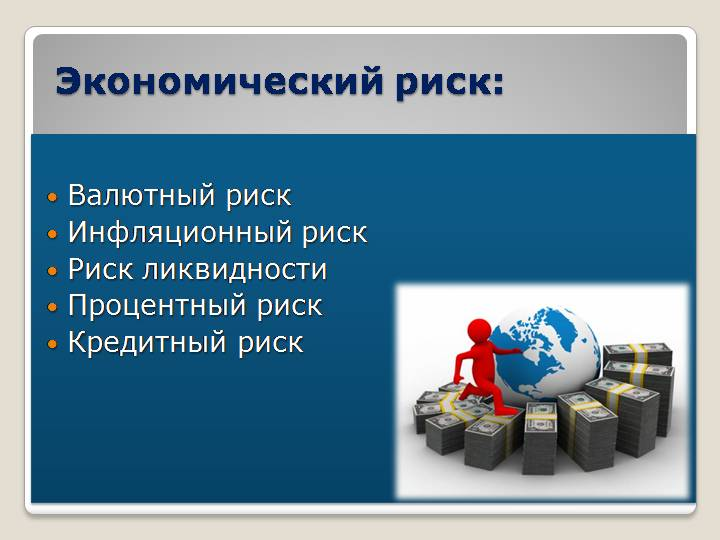 Экономический риск:
Валютный риск
Инфляционный риск
Риск ликвидности
Процентный риск
Кредитный риск